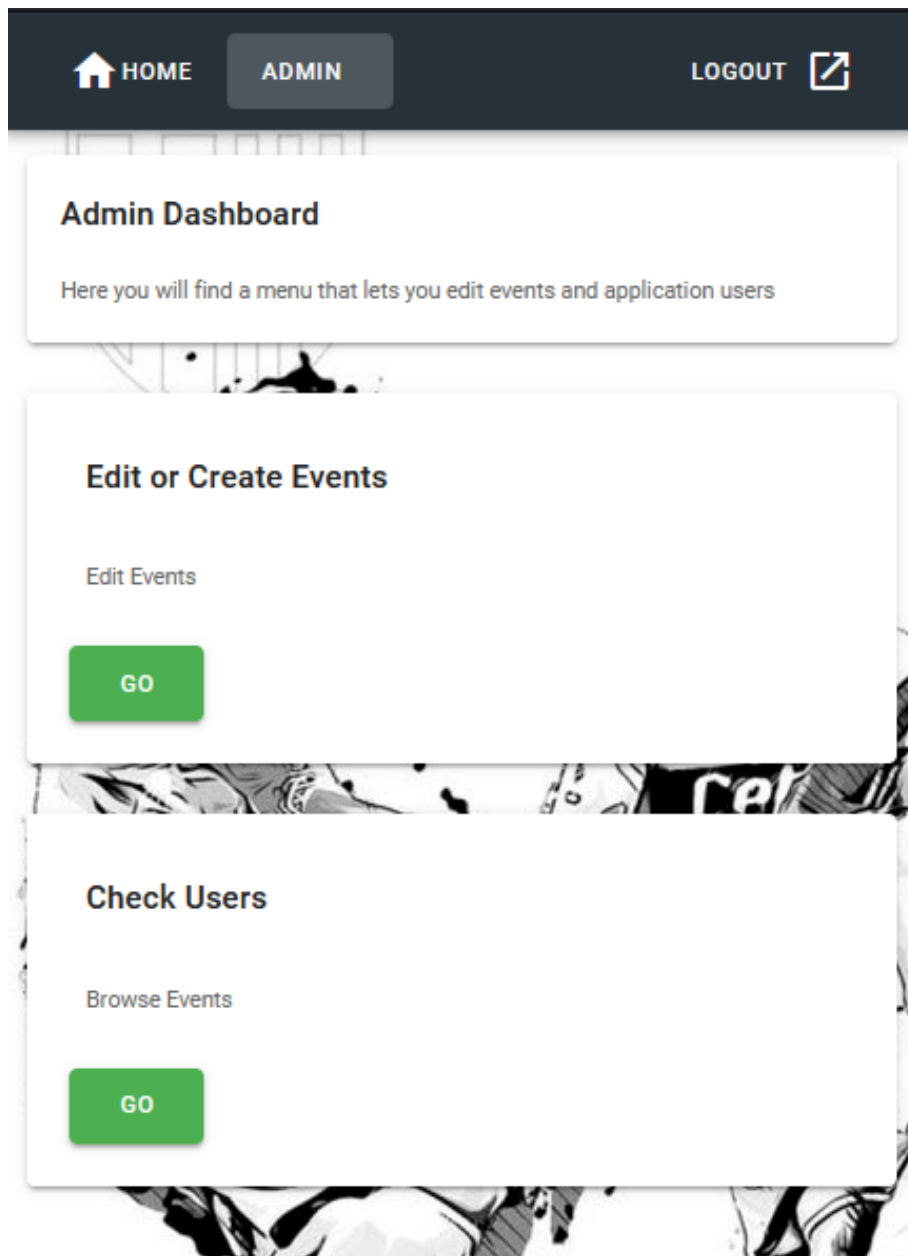 HOME ADMIN LOGOUT
Admin Dashboard
Here you will find a menu that lets you edit events and application users
Edit or Create Events
Edit Events
GO
Check Users
Browse Events
GO